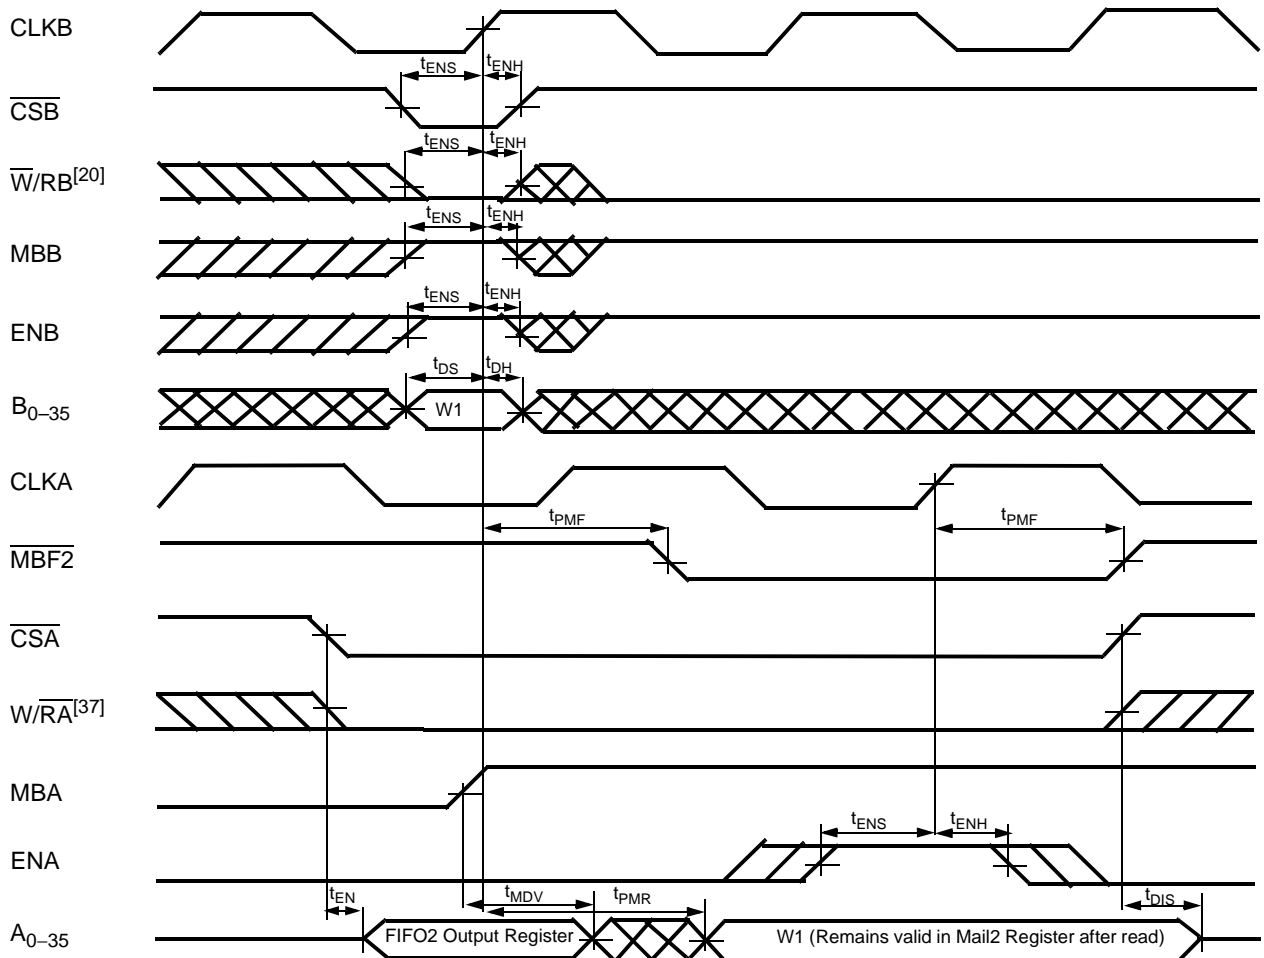 CLKB
tENS tENH
CSB
tENS tENH
W/RB[20]
tENS tENH
MBB
tENS tENH
ENB
tDS tDH
B0–35 W1
CLKA
tPMF tPMF
MBF2
CSA
W/RA[37]
MBA
tENS tENH
ENA
tEN tMDV tPMR tDIS
A0–35 FIFO2 Output Register W1 (Remains valid in Mail2 Register after read)